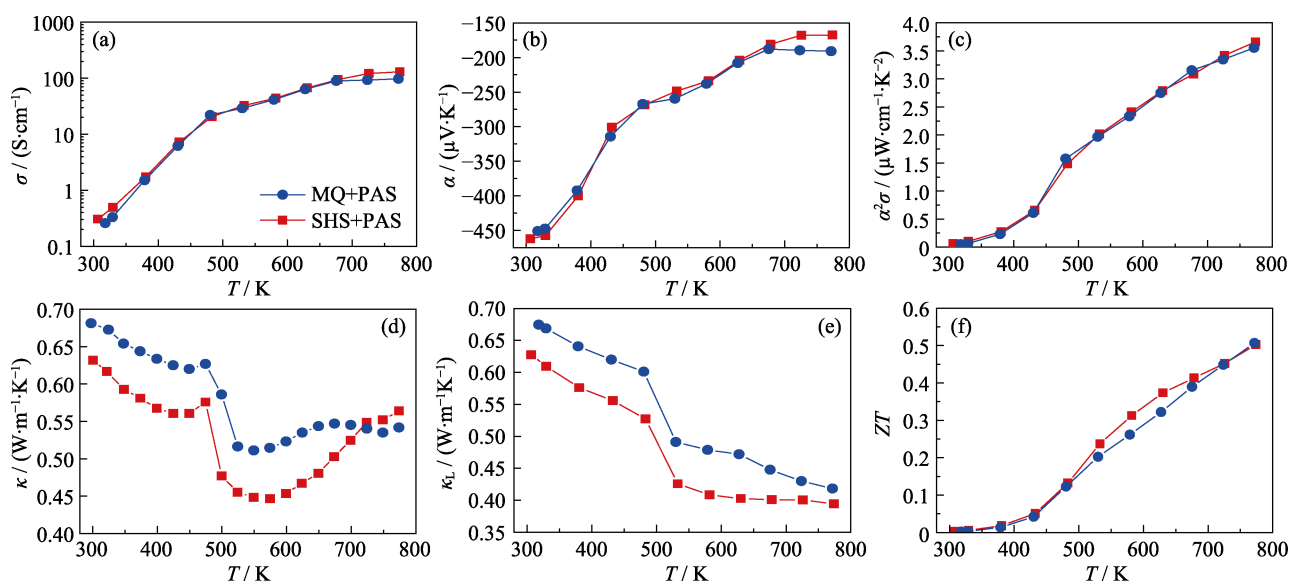 1000
100
10
1
0.1
σ / (S·cm⁻¹)
(a)
MQ+PAS
SHS+PAS
300 400 500 600 700 800
T / K
−150
−200
−250
−300
−350
−400
−450
α / (μV·K⁻¹)
(b)
300 400 500 600 700 800
T / K
4.0
3.5
3.0
2.5
2.0
1.5
1.0
0.5
0
α²σ / (μW·cm⁻¹·K⁻²)
(c)
300 400 500 600 700 800
T / K
0.70
0.65
0.60
0.55
0.50
0.45
0.40
κ / (W·m⁻¹·K⁻¹)
(d)
300 400 500 600 700 800
T / K
0.70
0.65
0.60
0.55
0.50
0.45
0.40
0.35
κL / (W·m⁻¹K⁻¹)
(e)
300 400 500 600 700 800
T / K
0.6
0.5
0.4
0.3
0.2
0.1
0
ZT
(f)
300 400 500 600 700 800
T / K